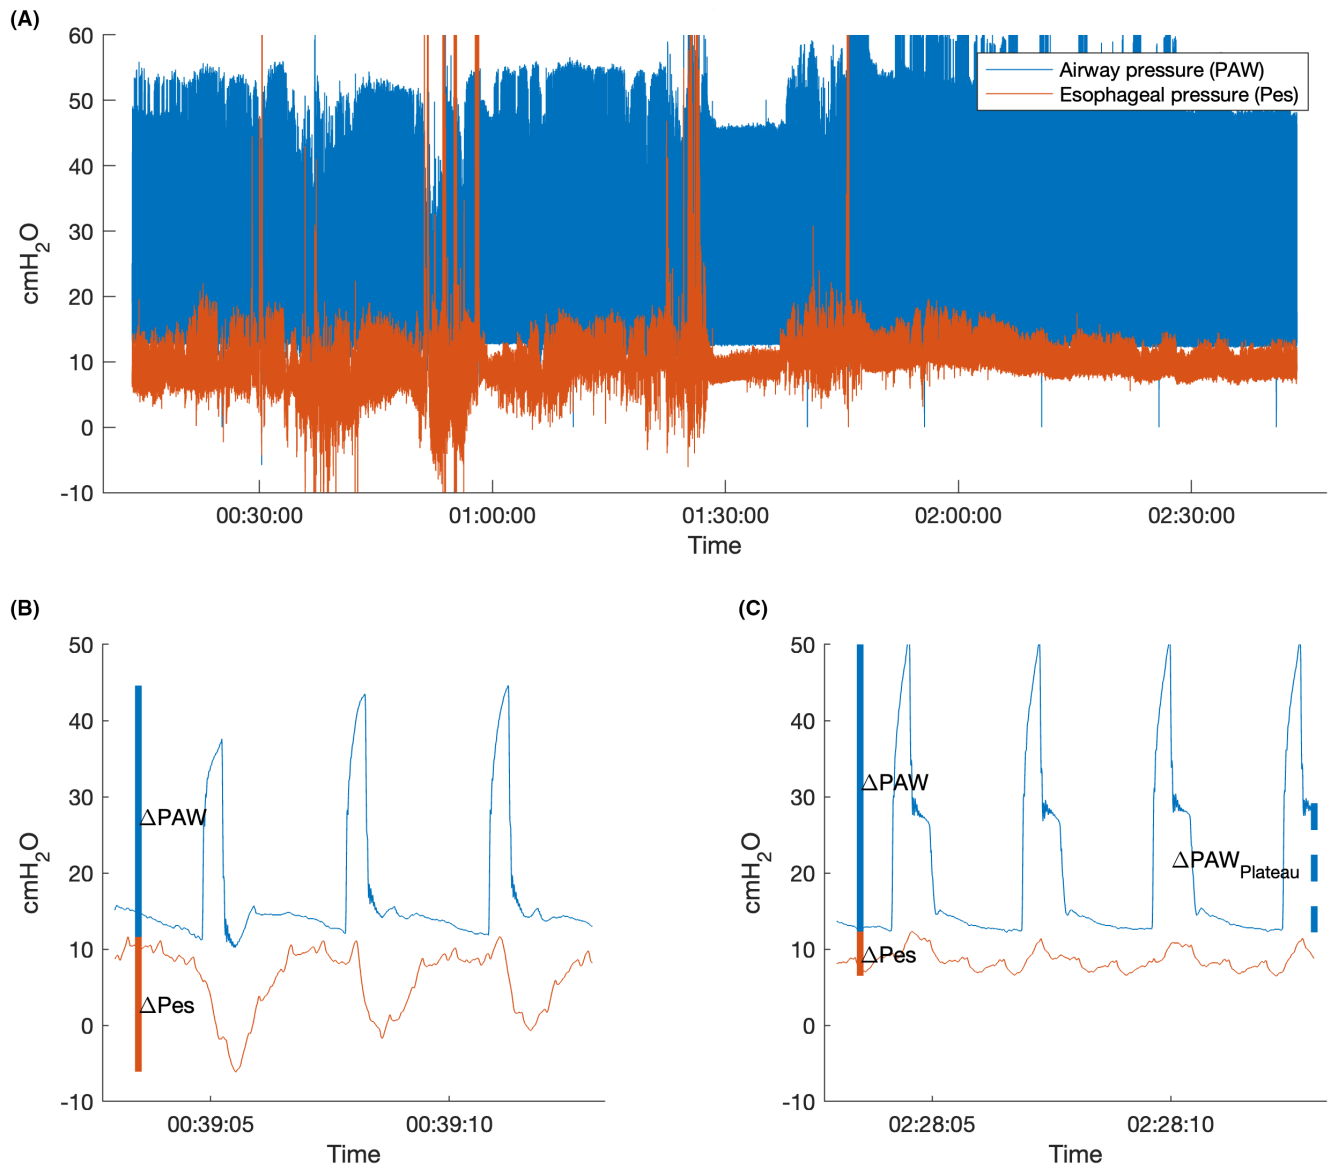 (A)
60
50
40
30
20
10
0
-10
cmH2O
Airway pressure (PAW)
Esophageal pressure (Pes)
00:30:00 01:00:00 01:30:00 02:00:00 02:30:00
Time
(B)
50
40
30
20
10
0
-10
cmH2O
ΔPAW
ΔPes
00:39:05 00:39:10
Time
(C)
50
40
30
20
10
0
-10
cmH2O
ΔPAW
ΔPAWPlateau
ΔPes
02:28:05 02:28:10
Time